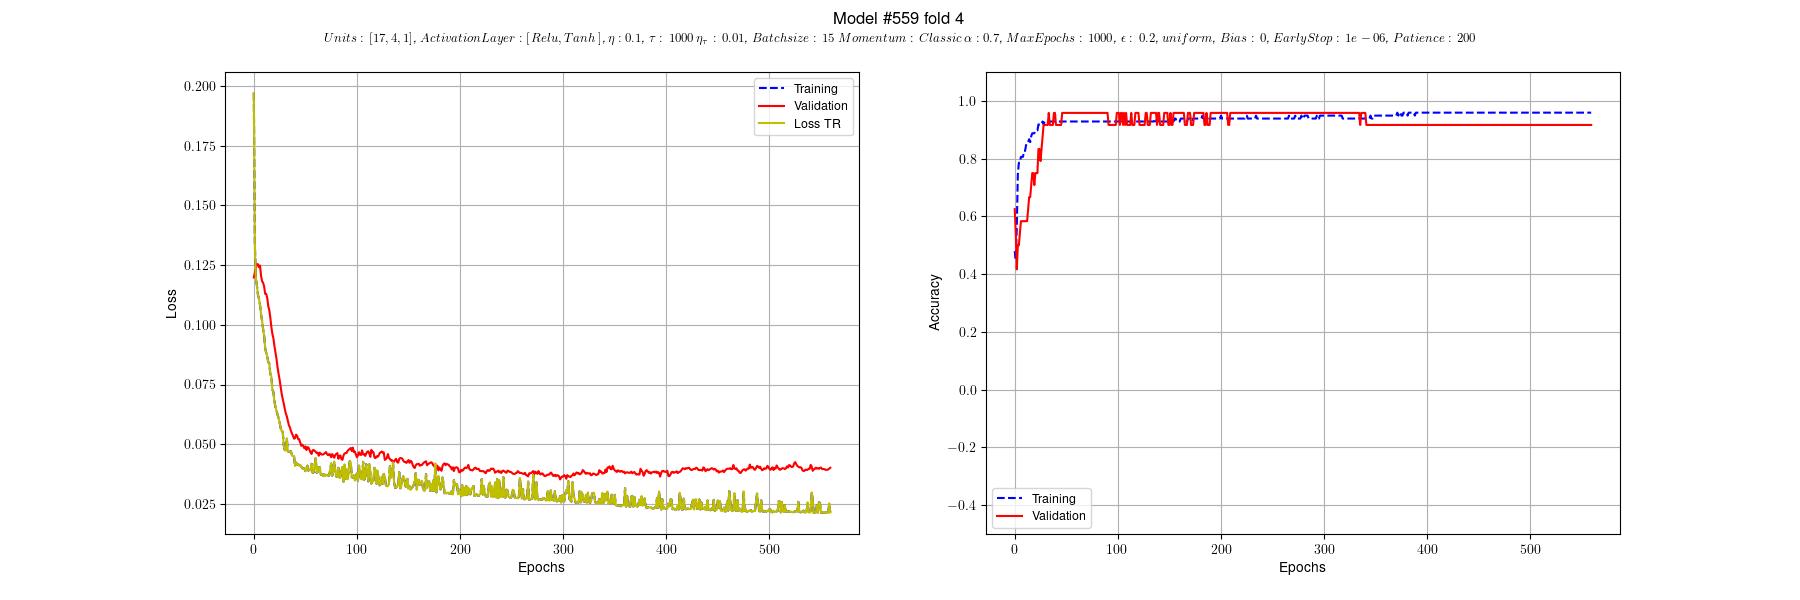 Model #559 fold 4
Units : [17, 4, 1], ActivationLayer : [Relu, Tanh], η : 0.1, τ : 1000 η_τ : 0.01, Batchsize : 15 Momentum : Classic α : 0.7, MaxEpochs : 1000, ϵ : 0.2, uniform, Bias : 0, EarlyStop : 1e − 06, Patience : 200
0.200
0.175
0.150
0.125
0.100
0.075
0.050
0.025
Loss
0 100 200 300 400 500
Epochs
Training
Validation
Loss TR
1.0
0.8
0.6
0.4
0.2
0.0
−0.2
−0.4
Accuracy
0 100 200 300 400 500
Epochs
Training
Validation